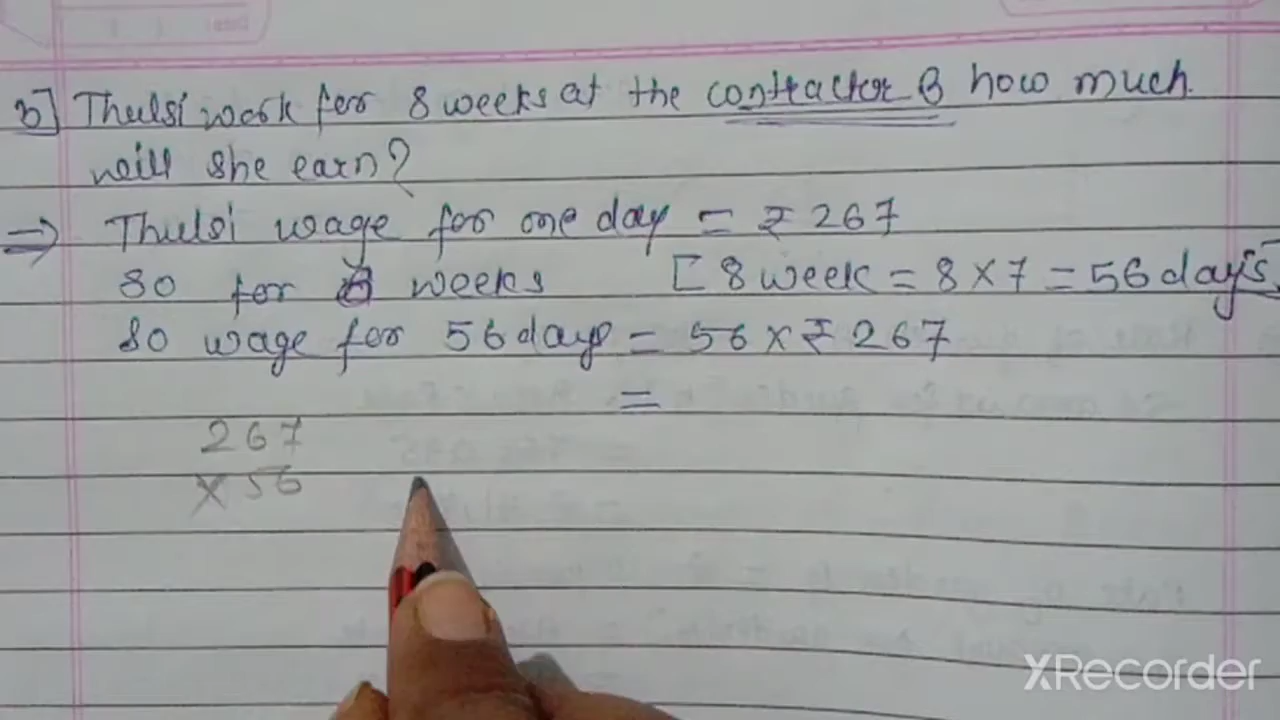 b] Thulsi work for 8 weeks at the contractor B how much
will she earn?
⇒ Thulsi wage for one day = ₹ 267
so for 8 weeks [ 8 week = 8 × 7 = 56 days]
so wage for 56 days = 56 × ₹ 267
=
267
× 56
XRecorder